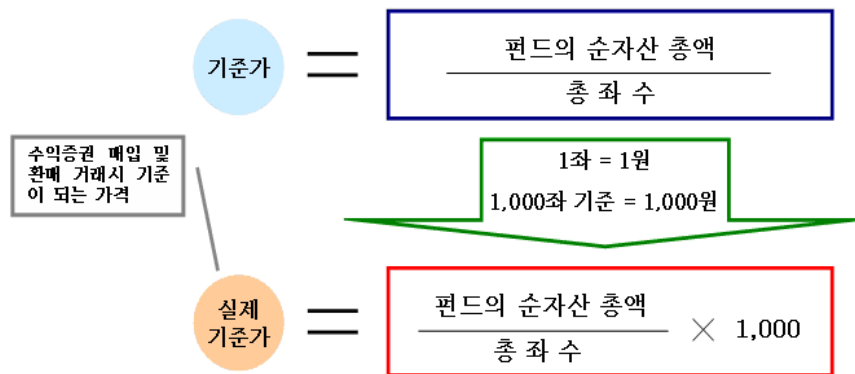 기준가
=
펀드의 순자산 총액
총 좌 수
수익증권 매입 및
환매 거래시 기준
이 되는 가격
1좌 = 1원
1,000좌 기준 = 1,000원
실제
기준가
=
펀드의 순자산 총액
총 좌 수
× 1,000